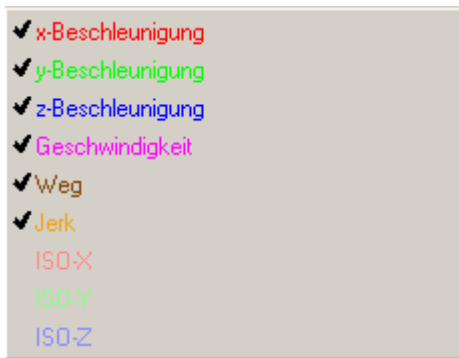 x-Beschleunigung
y-Beschleunigung
z-Beschleunigung
Geschwindigkeit
Weg
Jerk
ISO-X
ISO-Y
ISO-Z